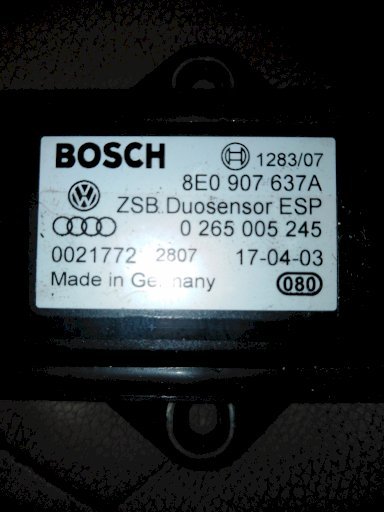 BOSCH 1283/07
8E0 907 637A
ZSB.Duosensor ESP
0 265 005 245
0021772 2807 17-04-03
Made in Germany 080